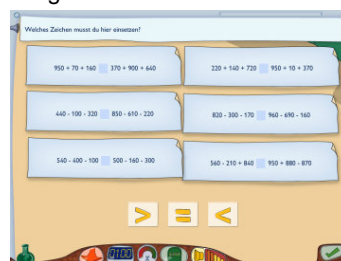 Welches Zeichen musst du hier einsetzen?
950 + 70 + 160 370 + 900 + 640
220 + 140 + 720 950 + 10 + 370
440 - 100 - 320 850 - 610 - 220
820 - 300 - 170 960 - 690 - 160
540 - 400 - 100 500 - 160 - 300
560 - 210 + 840 950 + 880 - 870
> = <